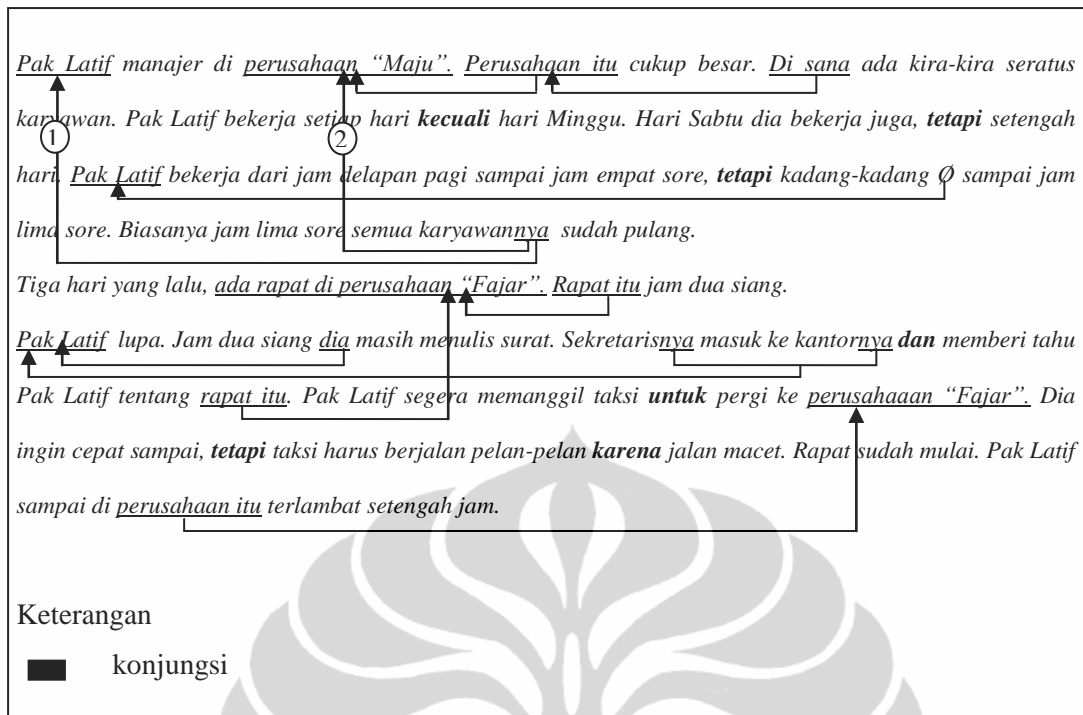 Pak Latif manajer di perusahaan “Maju”. Perusahaan itu cukup besar. Di sana ada kira-kira seratus
karyawan. Pak Latif bekerja setiap hari kecuali hari Minggu. Hari Sabtu dia bekerja juga, tetapi setengah
1
2
hari. Pak Latif bekerja dari jam delapan pagi sampai jam empat sore, tetapi kadang-kadang Ø sampai jam
lima sore. Biasanya jam lima sore semua karyawannya sudah pulang.
Tiga hari yang lalu, ada rapat di perusahaan “Fajar”. Rapat itu jam dua siang.
Pak Latif lupa. Jam dua siang dia masih menulis surat. Sekretarisnya masuk ke kantornya dan memberi tahu
Pak Latif tentang rapat itu. Pak Latif segera memanggil taksi untuk pergi ke perusahaaan “Fajar”. Dia
ingin cepat sampai, tetapi taksi harus berjalan pelan-pelan karena jalan macet. Rapat sudah mulai. Pak Latif
sampai di perusahaan itu terlambat setengah jam.
Keterangan
konjungsi